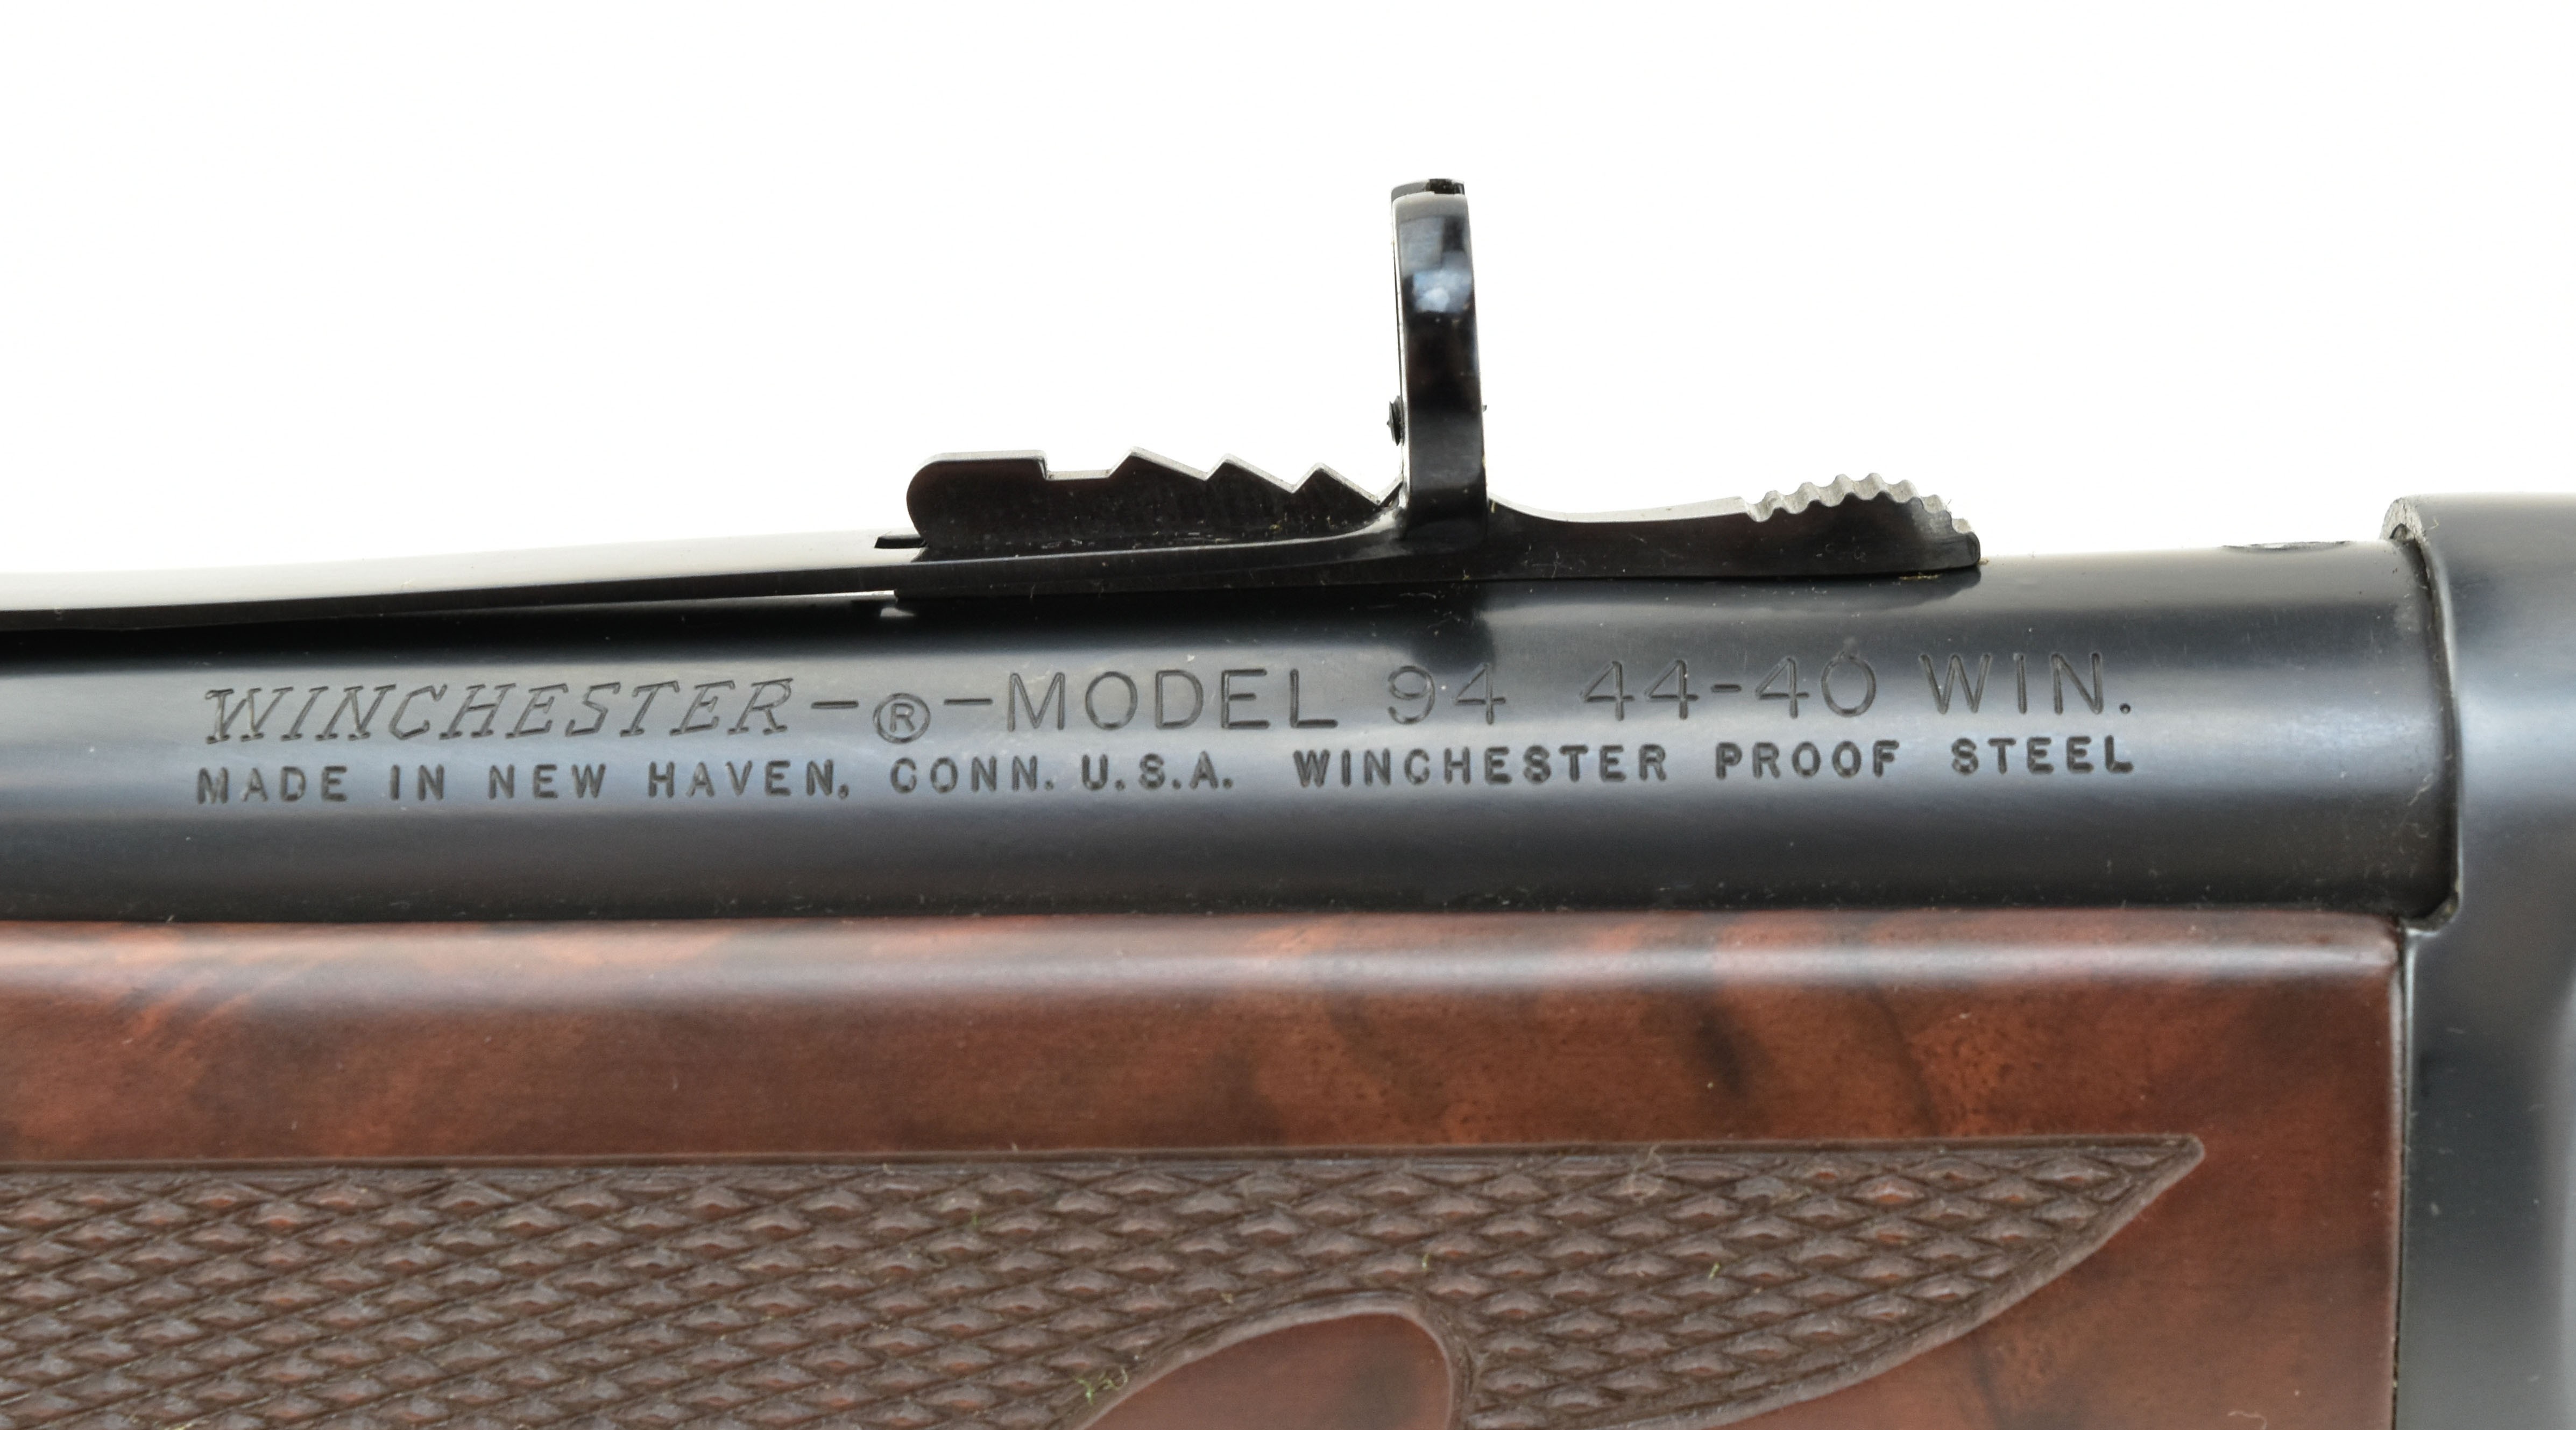 WINCHESTER-®-MODEL 94 44-40 WIN.
MADE IN NEW HAVEN, CONN. U.S.A. WINCHESTER PROOF STEEL